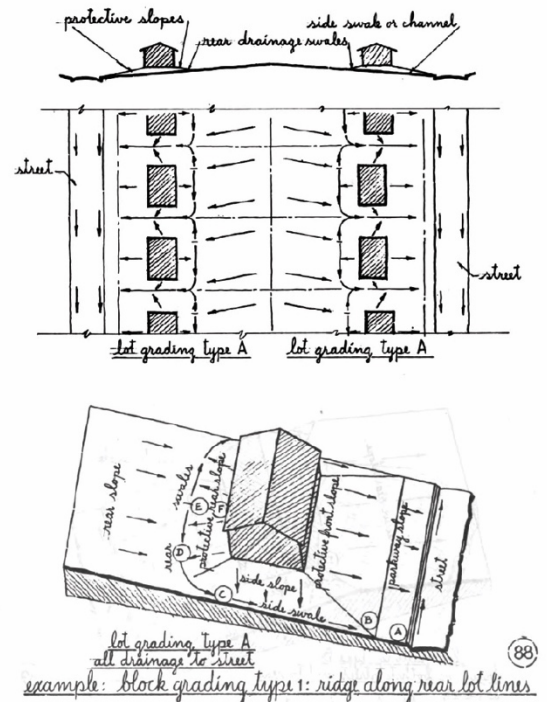 protective slopes
side swale or channel
rear drainage swales
street
street
lot grading type A
lot grading type A
rear slope
swales
rear
protective
rear slope
E
F
D
protective front slope
parkway slope
street
side slope
side swale
C
B
A
lot grading type A
all drainage to street
88
example: block grading type 1: ridge along rear lot lines